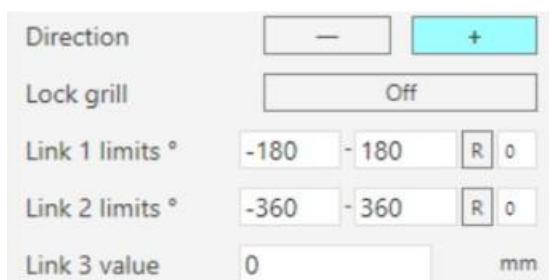 Direction — +
Lock grill Off
Link 1 limits ° -180 - 180 R 0
Link 2 limits ° -360 - 360 R 0
Link 3 value 0 mm